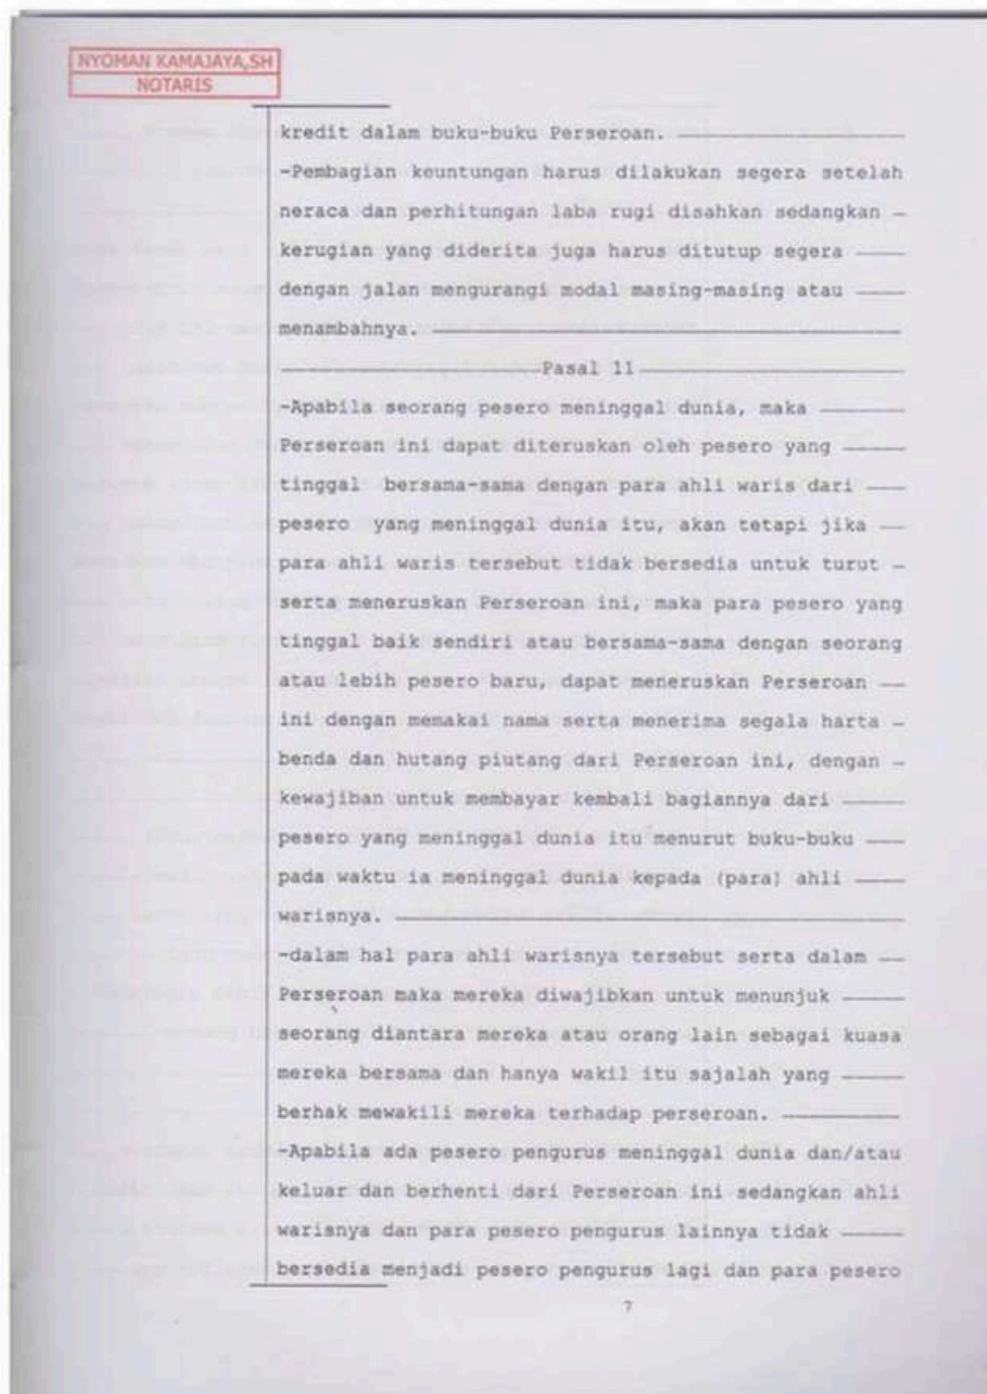 NYOMAN KAMAJAYA,SH
NOTARIS
kredit dalam buku-buku Perseroan.
-Pembagian keuntungan harus dilakukan segera setelah
neraca dan perhitungan laba rugi disahkan sedangkan -
kerugian yang diderita juga harus ditutup segera
dengan jalan mengurangi modal masing-masing atau
menambahnya.
Pasal 11
-Apabila seorang pesero meninggal dunia, maka
Perseroan ini dapat diteruskan oleh pesero yang
tinggal bersama-sama dengan para ahli waris dari
pesero yang meninggal dunia itu, akan tetapi jika
para ahli waris tersebut tidak bersedia untuk turut -
serta meneruskan Perseroan ini, maka para pesero yang
tinggal baik sendiri atau bersama-sama dengan seorang
atau lebih pesero baru, dapat meneruskan Perseroan
ini dengan memakai nama serta menerima segala harta -
benda dan hutang piutang dari Perseroan ini, dengan -
kewajiban untuk membayar kembali bagiannya dari
pesero yang meninggal dunia itu menurut buku-buku
pada waktu ia meninggal dunia kepada (para) ahli
warisnya.
-dalam hal para ahli warisnya tersebut serta dalam
Perseroan maka mereka diwajibkan untuk menunjuk
seorang diantara mereka atau orang lain sebagai kuasa
mereka bersama dan hanya wakil itu sajalah yang
berhak mewakili mereka terhadap perseroan.
-Apabila ada pesero pengurus meninggal dunia dan/atau
keluar dan berhenti dari Perseroan ini sedangkan ahli
warisnya dan para pesero pengurus lainnya tidak
bersedia menjadi pesero pengurus lagi dan para pesero
7